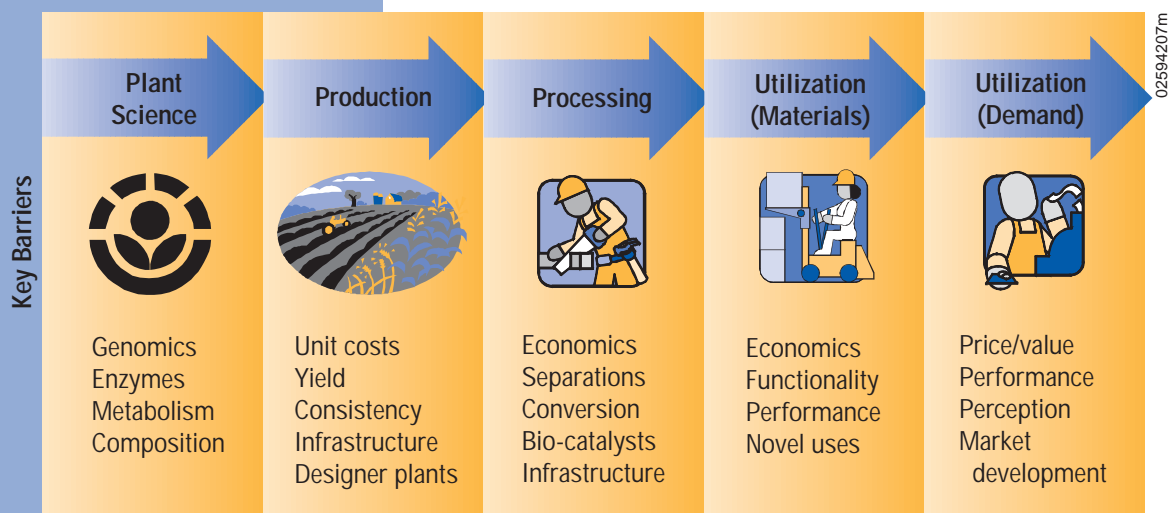 Key Barriers
Plant
Science
Genomics
Enzymes
Metabolism
Composition
Production
Unit costs
Yield
Consistency
Infrastructure
Designer plants
Processing
Economics
Separations
Conversion
Bio-catalysts
Infrastructure
Utilization
(Materials)
Economics
Functionality
Performance
Novel uses
Utilization
(Demand)
Price/value
Performance
Perception
Market
development
02594207m